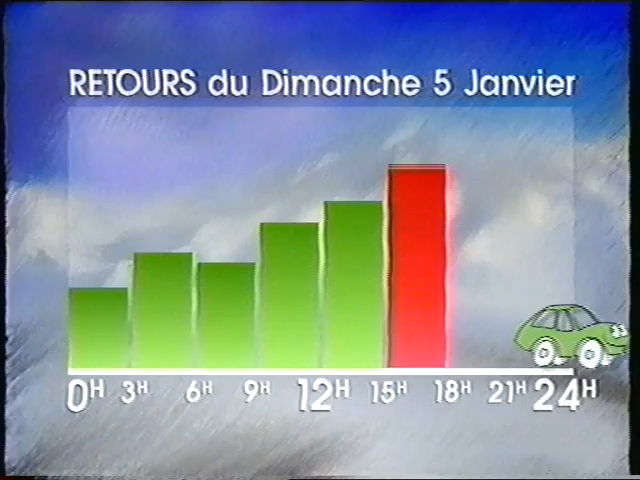 RETOURS du Dimanche 5 Janvier
0H 3H 6H 9H 12H 15H 18H 21H 24H